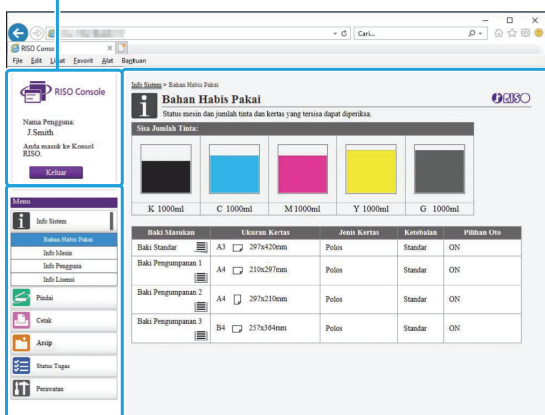 Cari...
RISO Conso
File Edit Lihat Favorit Alat Bantuan
RISO Console
Nama Pengguna:
J.Smith
Anda masuk ke Konsol
RISO.
Keluar
Menu
Info Sistem
Bahan Habis Pakai
Info Mesin
Info Pengguna
Info Lisensi
Pindai
Cetak
Arsip
Status Tugas
Perawatan
Info Sistem > Bahan Habis Pakai
Bahan Habis Pakai
RISO
Status mesin dan jumlah tinta dan kertas yang tersisa dapat diperiksa.
Sisa Jumlah Tinta:
K 1000ml C 1000ml M 1000ml Y 1000ml G 1000ml
Baki Masukan Ukuran Kertas Jenis Kertas Ketebalan Pilihan Oto
Baki Standar A3 297x420mm Polos Standar ON
Baki Pengumpanan 1 A4 210x297mm Polos Standar ON
Baki Pengumpanan 2 A4 297x210mm Polos Standar ON
Baki Pengumpanan 3 B4 257x364mm Polos Standar ON